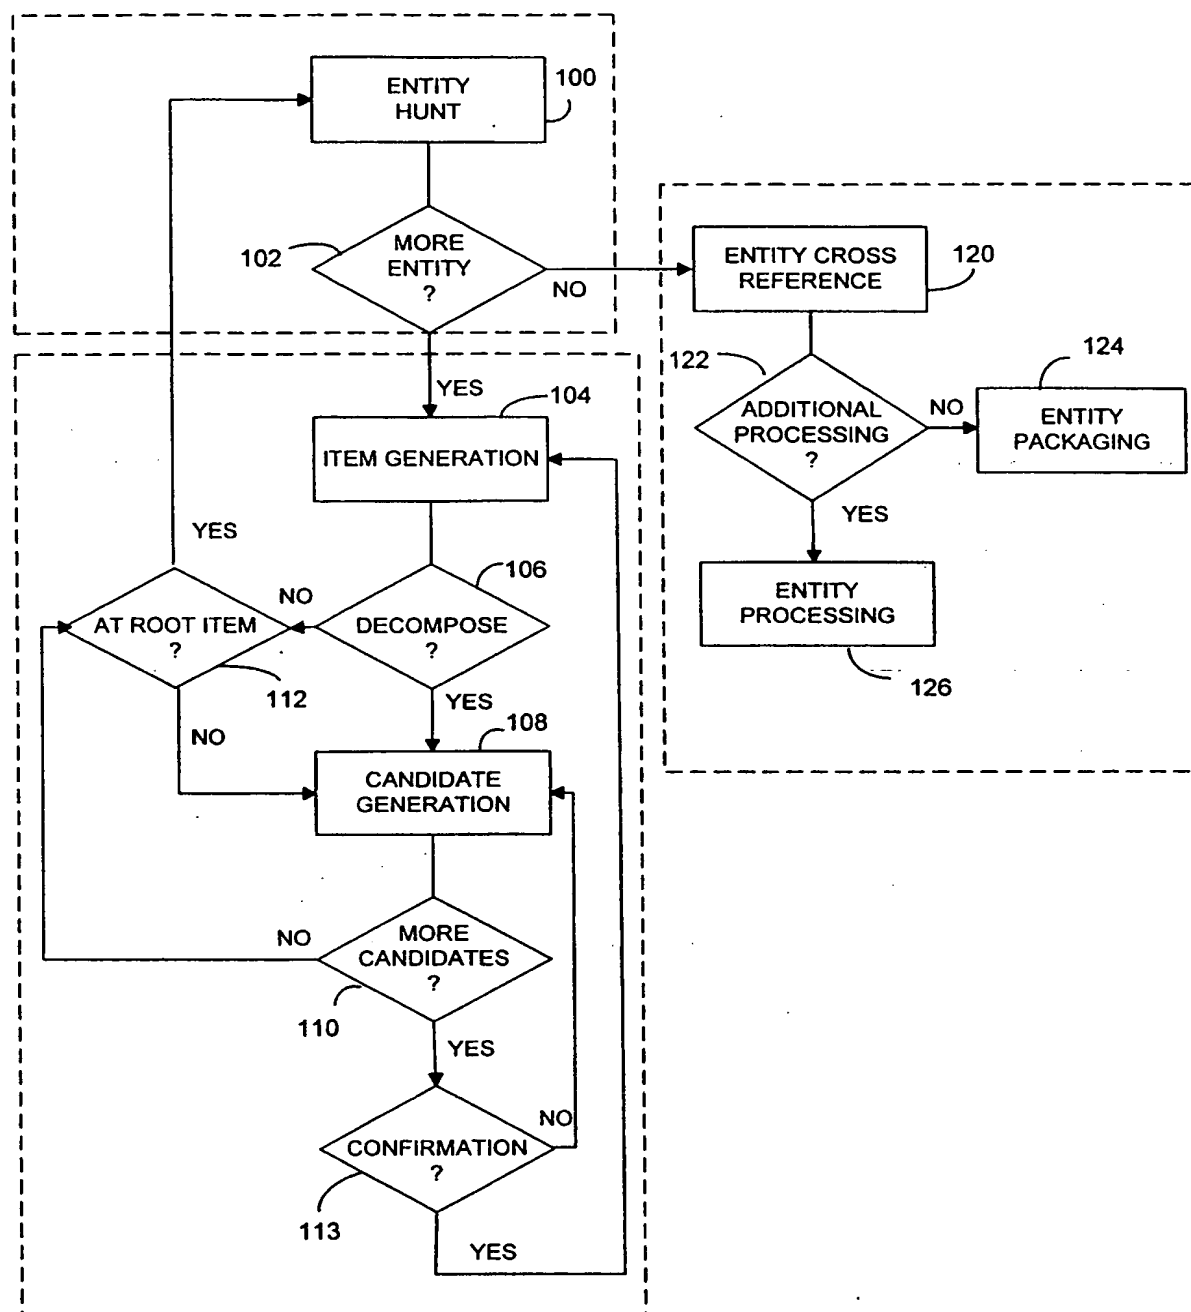 ENTITY
HUNT
100
MORE
ENTITY
?
102
NO
YES
ENTITY CROSS
REFERENCE
120
122
ADDITIONAL
PROCESSING
?
NO
124
ENTITY
PACKAGING
YES
ENTITY
PROCESSING
126
104
ITEM GENERATION
YES
106
NO
AT ROOT ITEM
?
DECOMPOSE
?
112
YES
NO
108
CANDIDATE
GENERATION
NO
MORE
CANDIDATES
?
110
YES
NO
CONFIRMATION
?
113
YES